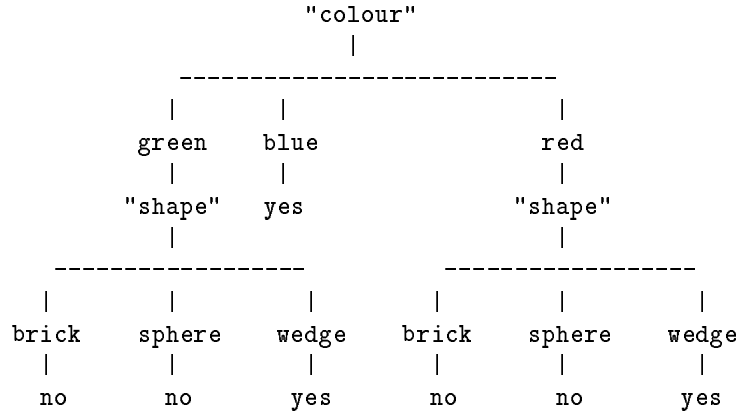 "colour"
green blue red
"shape" yes "shape"
brick sphere wedge brick sphere wedge
no no yes no no yes